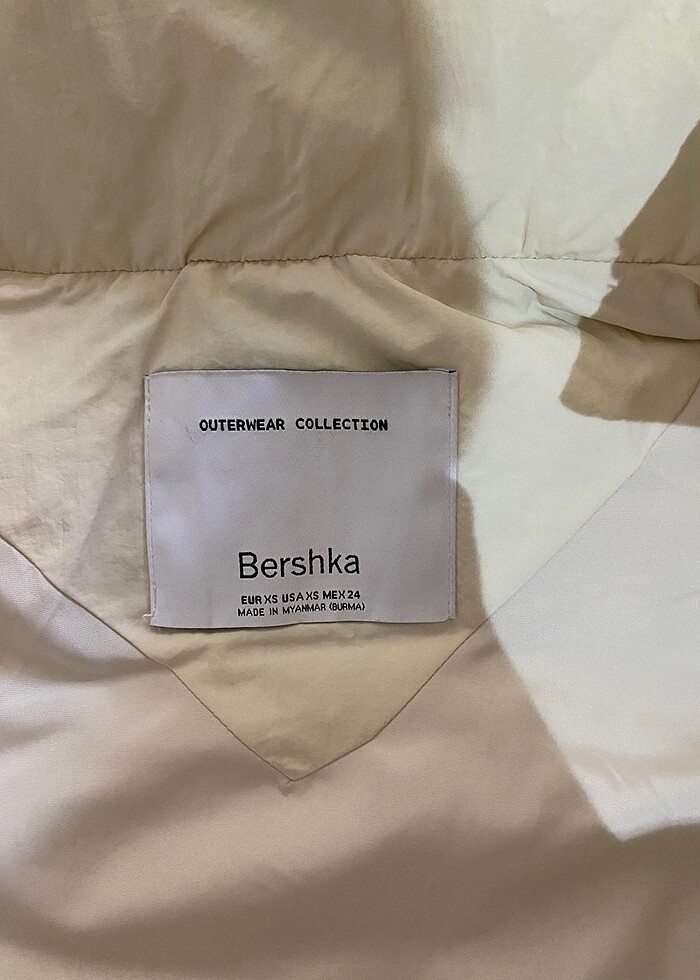 OUTERWEAR COLLECTION
Bershka
EUR XS USA XS MEX 24
MADE IN MYANMAR (BURMA)